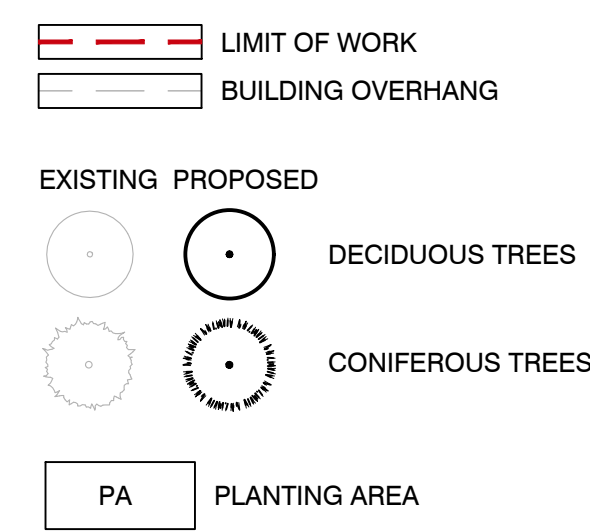 LIMIT OF WORK
BUILDING OVERHANG
EXISTING PROPOSED
DECIDUOUS TREES
CONIFEROUS TREES
PA PLANTING AREA